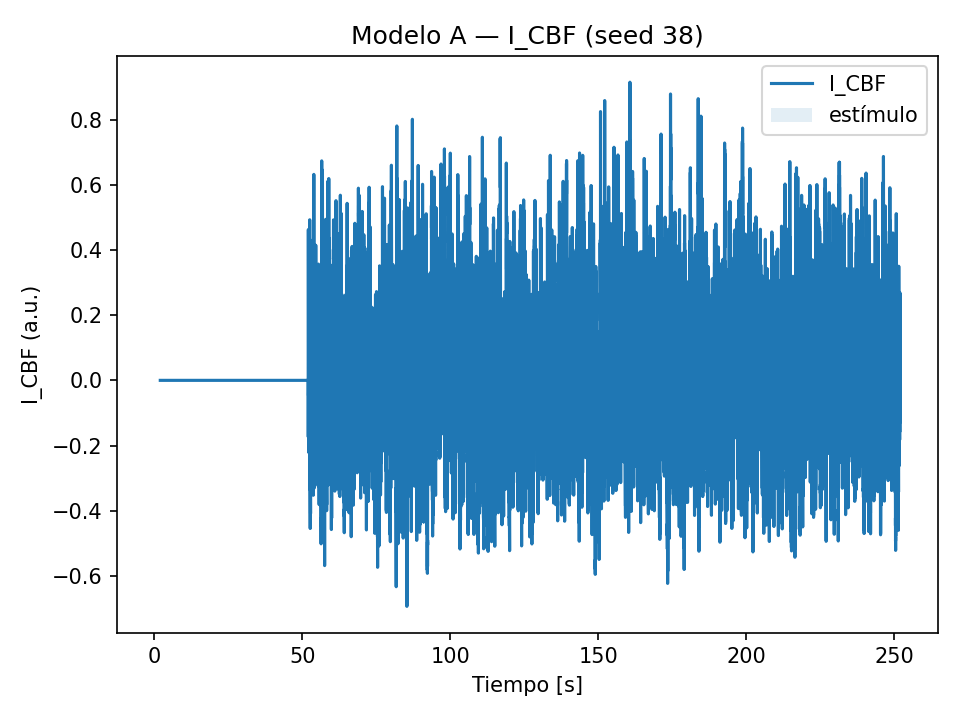 Modelo A — I_CBF (seed 38)
I_CBF
estímulo
0.8
0.6
0.4
0.2
0.0
−0.2
−0.4
−0.6
I_CBF (a.u.)
0 50 100 150 200 250
Tiempo [s]